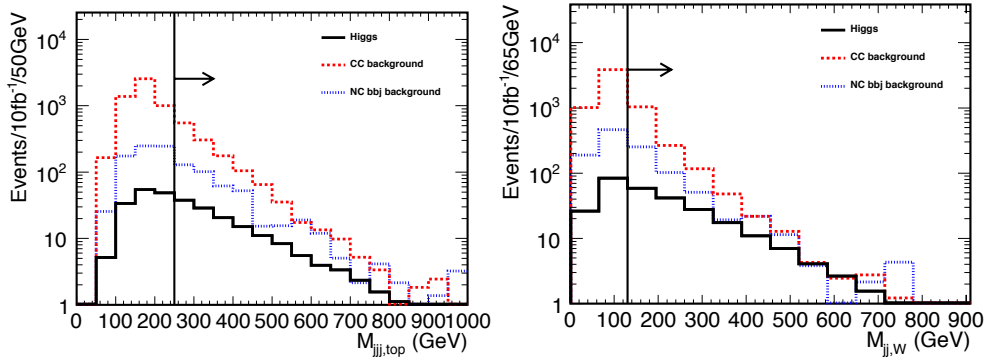 Events/10fb⁻¹/50GeV
10⁴
10³
10²
10
1
Higgs
CC background
NC bbj background
0 100 200 300 400 500 600 700 800 900 1000
M_jjj,top (GeV)
Events/10fb⁻¹/65GeV
10⁴
10³
10²
10
1
Higgs
CC background
NC bbj background
0 100 200 300 400 500 600 700 800 900
M_jj,W (GeV)